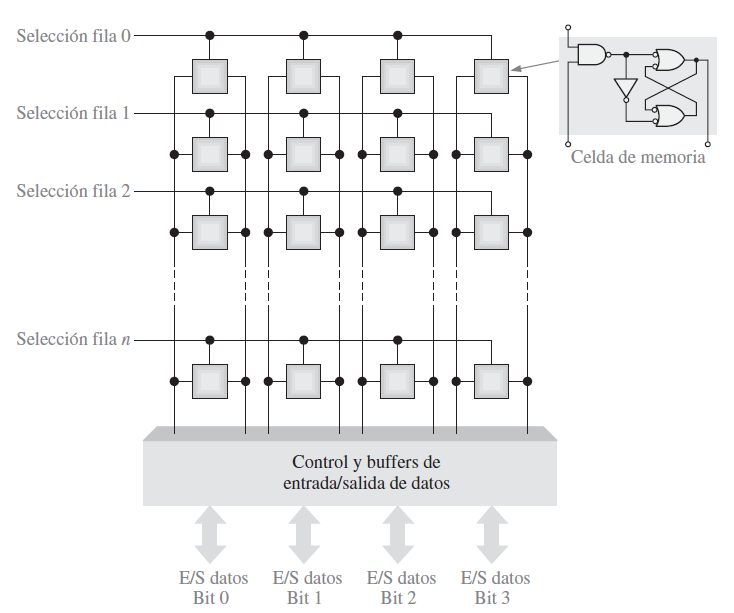 Selección fila 0
Selección fila 1
Celda de memoria
Selección fila 2
Selección fila n
Control y buffers de
entrada/salida de datos
E/S datos
Bit 0
E/S datos
Bit 1
E/S datos
Bit 2
E/S datos
Bit 3